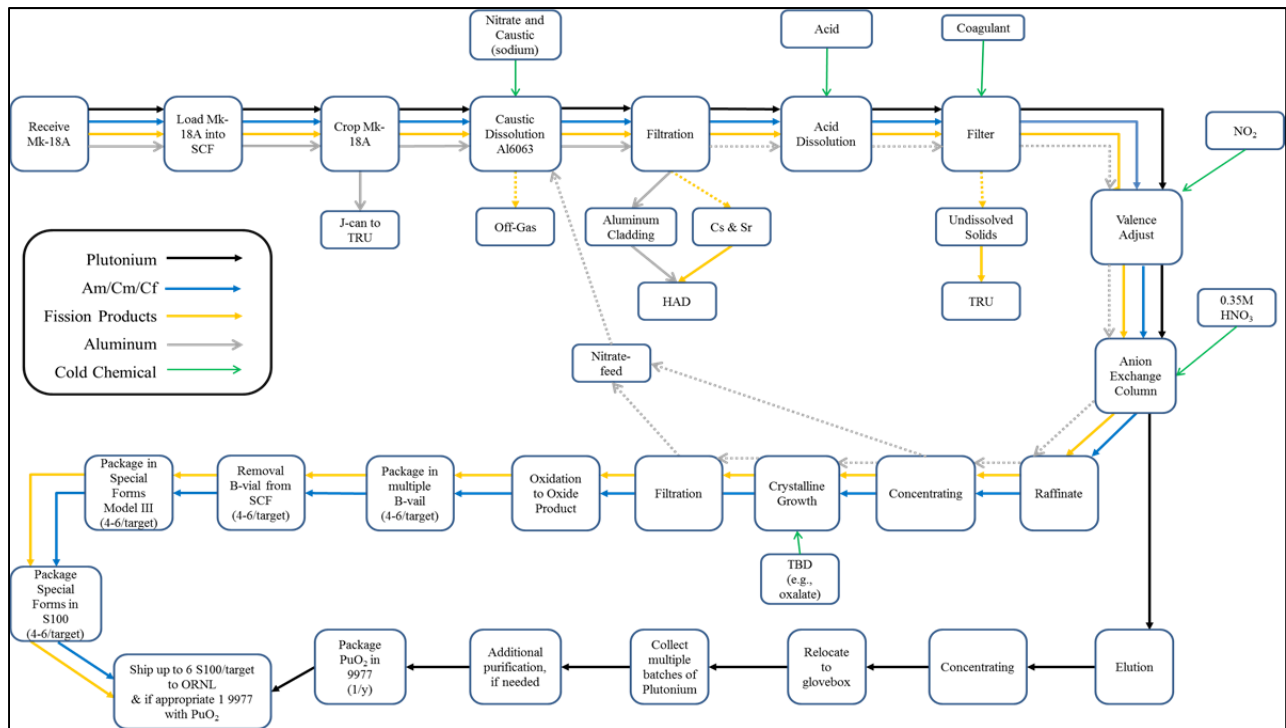 Nitrate and
Caustic
(sodium)
Acid
Coagulant
Receive
Mk-18A
Load Mk-
18A into
SCF
Crop Mk-
18A
Caustic
Dissolution
Al6063
Filtration
Acid
Dissolution
Filter
NO2
J-can to
TRU
Off-Gas
Aluminum
Cladding
Cs & Sr
Undissolved
Solids
Valence
Adjust
HAD
TRU
0.35M
HNO3
Plutonium
Am/Cm/Cf
Fission Products
Aluminum
Cold Chemical
Nitrate-
feed
Anion
Exchange
Column
Package in
Special
Forms
Model III
(4-6/target)
Removal
B-vial from
SCF
(4-6/target)
Package in
multiple
B-vail
(4-6/target)
Oxidation
to Oxide
Product
Filtration
Crystalline
Growth
Concentrating
Raffinate
TBD
(e.g.,
oxalate)
Package
Special
Forms in
S100
(4-6/target)
Ship up to 6 S100/target
to ORNL
& if appropriate 1 9977
with PuO2
Package
PuO2 in
9977
(1/y)
Additional
purification,
if needed
Collect
multiple
batches of
Plutonium
Relocate
to
glovebox
Concentrating
Elution